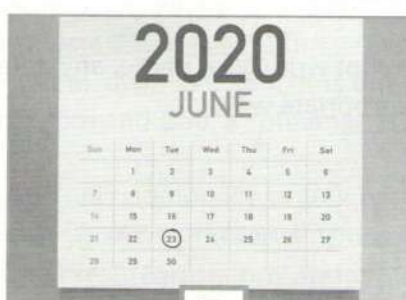 2020
JUNE
Sun Mon Tue Wed Thu Fri Sat
1 2 3 4 5 6
7 8 9 10 11 12 13
14 15 16 17 18 19 20
21 22 23 24 25 26 27
28 29 30